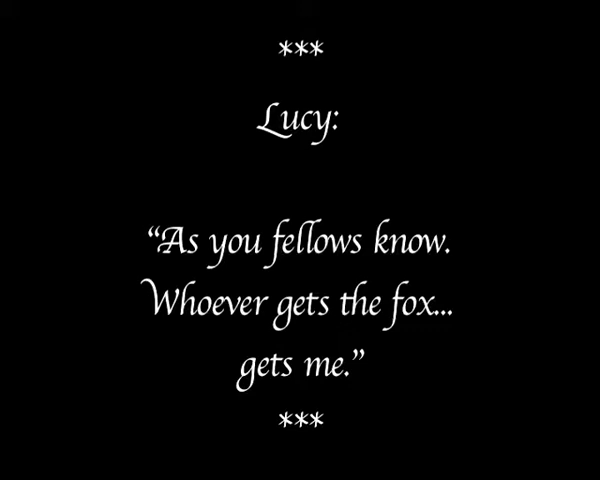 ***
Lucy:
“As you fellows know.
Whoever gets the fox...
gets me.”
***